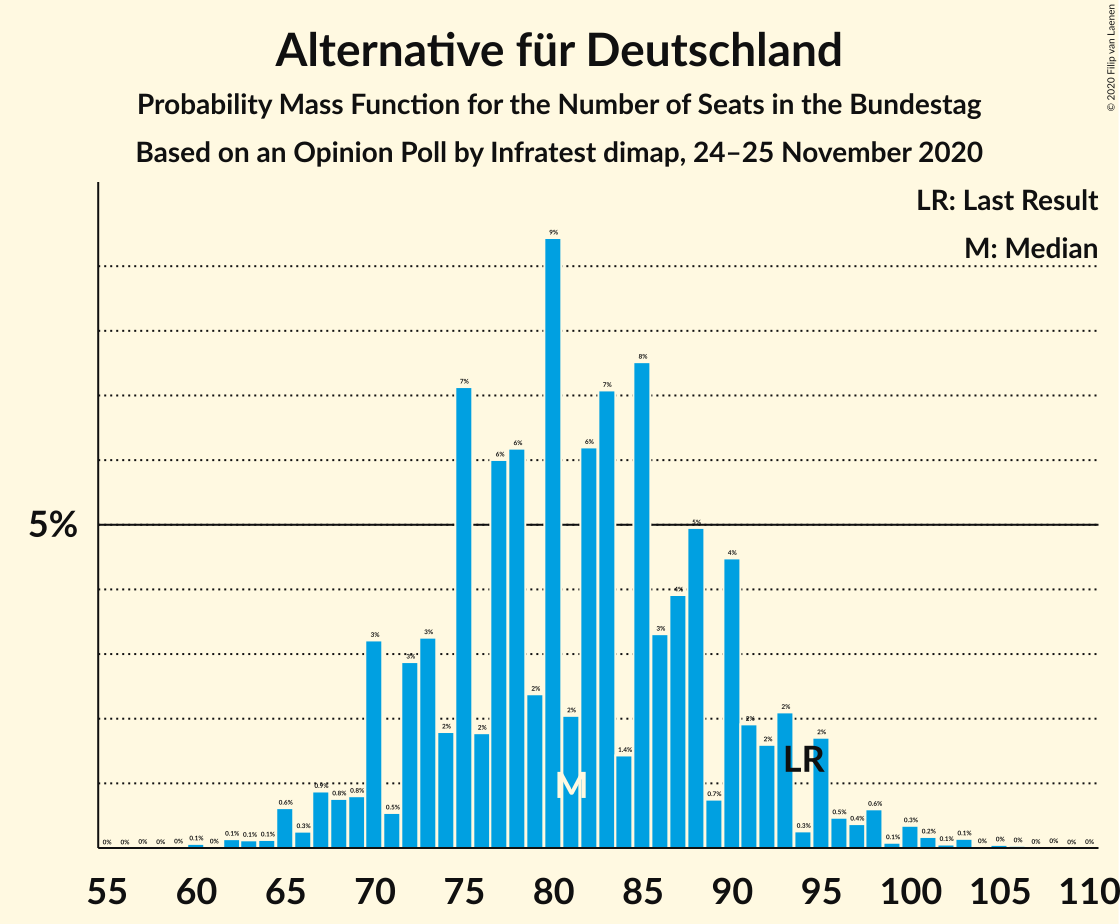 Alternative für Deutschland
Probability Mass Function for the Number of Seats in the Bundestag
Based on an Opinion Poll by Infratest dimap, 24–25 November 2020
© 2020 Filip van Laenen
LR: Last Result
M: Median
5%
0% 0% 0% 0% 0% 0.1% 0% 0.1% 0.1% 0.1% 0.6% 0.3% 0.9% 0.8% 0.8% 3% 0.5% 3% 3% 2% 7% 2% 6% 6% 2% 9% 2% 6% 7% 1.4% 8% 3% 4% 5% 0.7% 4% 2% 2% 2% 0.3% 2% 0.5% 0.4% 0.6% 0.1% 0.3% 0.2% 0.1% 0.1% 0% 0% 0% 0% 0% 0% 0%
LR
M
55 60 65 70 75 80 85 90 95 100 105 110